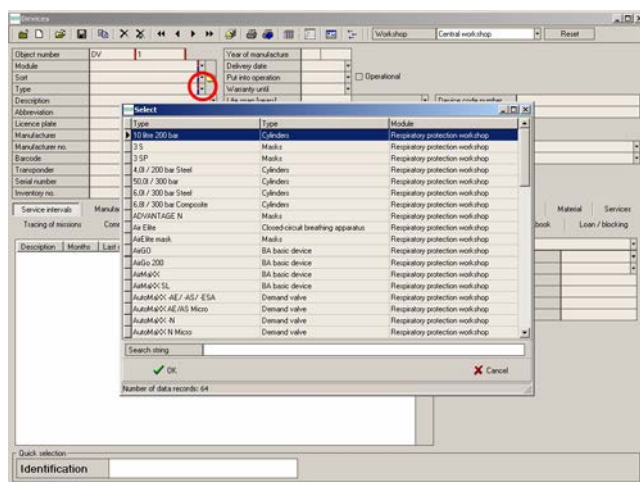 Devices
Workshop Central workshop Reset
Object number DV 1 Year of manufacture
Module Delivery date
Sort Put into operation Operational
Type Warranty until
Description Device code number
Abbreviation
Licence plate
Manufacturer
Manufacturer no.
Barcode
Transponder
Serial number
Inventory no.
Service intervals Material Services
Tracing of missions Loan / blocking
Description Months
Select
Type Type Module
10 litre 200 bar Cylinders Respiratory protection workshop
3 S Masks Respiratory protection workshop
3 SP Masks Respiratory protection workshop
4,0l / 200 bar Steel Cylinders Respiratory protection workshop
50,0l / 300 bar Cylinders Respiratory protection workshop
6,0l / 300 bar Steel Cylinders Respiratory protection workshop
6,8l / 300 bar Composite Cylinders Respiratory protection workshop
ADVANTAGE N Masks Respiratory protection workshop
Air Elite Closed-circuit breathing apparatus Respiratory protection workshop
AirElite mask Masks Respiratory protection workshop
AirGO BA basic device Respiratory protection workshop
AirGo 200 BA basic device Respiratory protection workshop
AirMaXX BA basic device Respiratory protection workshop
AirMaXX SL BA basic device Respiratory protection workshop
AutoMaXX -AE/ -AS/ -ESA Demand valve Respiratory protection workshop
AutoMaXX AE/AS Micro Demand valve Respiratory protection workshop
AutoMaXX -N Demand valve Respiratory protection workshop
AutoMaXX N Micro Demand valve Respiratory protection workshop
Search string
OK Cancel
Number of data records: 64
Quick selection
Identification